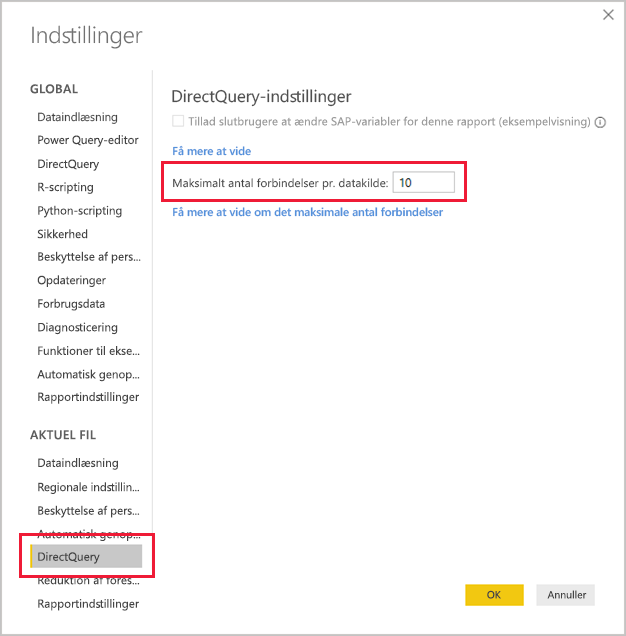 Indstillinger
GLOBAL
Dataindlæsning
Power Query-editor
DirectQuery
R-scripting
Python-scripting
Sikkerhed
Beskyttelse af pers...
Opdateringer
Forbrugsdata
Diagnosticering
Funktioner til ekse...
Automatisk genop...
Rapportindstillinger
AKTUEL FIL
Dataindlæsning
Regionale indstillin...
Beskyttelse af pers...
Automatisk genop...
DirectQuery
Reduktion af fores...
Rapportindstillinger
DirectQuery-indstillinger
Tillad slutbrugere at ændre SAP-variabler for denne rapport (eksempelvisning)
Få mere at vide
Maksimalt antal forbindelser pr. datakilde: 10
Få mere at vide om det maksimale antal forbindelser
OK Annuller